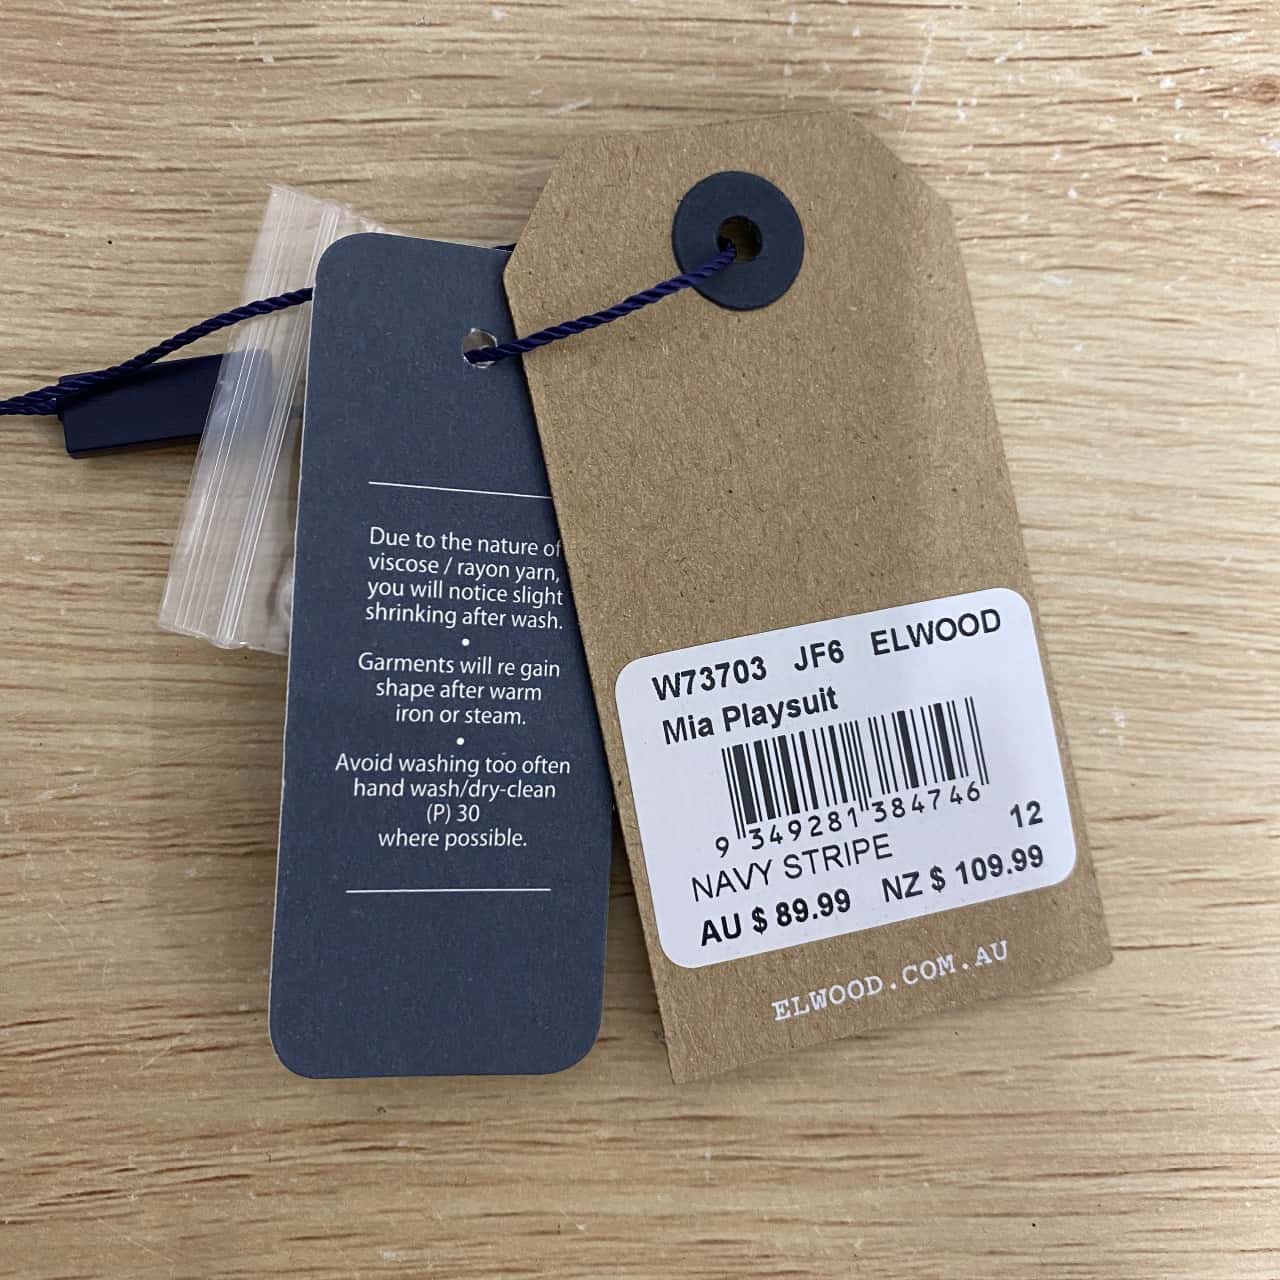 Due to the nature of
viscose / rayon yarn,
you will notice slight
shrinking after wash.
•
Garments will re gain
shape after warm
iron or steam.
•
Avoid washing too often
hand wash/dry-clean
(P) 30
where possible.
W73703 JF6 ELWOOD
Mia Playsuit
9 349281 384746
12
NAVY STRIPE
AU $ 89.99 NZ $ 109.99
ELWOOD.COM.AU